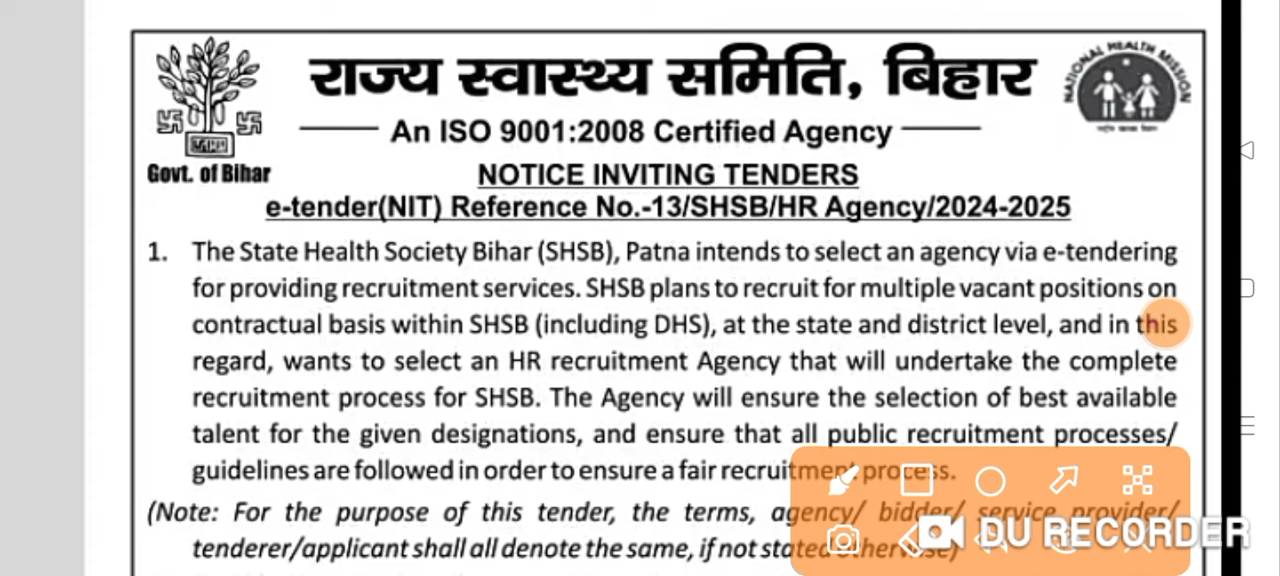 राज्य स्वास्थ्य समिति, बिहार
NATIONAL HEALTH MISSION
An ISO 9001:2008 Certified Agency
Govt. of Bihar
NOTICE INVITING TENDERS
e-tender(NIT) Reference No.-13/SHSB/HR Agency/2024-2025
1. The State Health Society Bihar (SHSB), Patna intends to select an agency via e-tendering
for providing recruitment services. SHSB plans to recruit for multiple vacant positions on
contractual basis within SHSB (including DHS), at the state and district level, and in this
regard, wants to select an HR recruitment Agency that will undertake the complete
recruitment process for SHSB. The Agency will ensure the selection of best available
talent for the given designations, and ensure that all public recruitment processes/
guidelines are followed in order to ensure a fair recruitment process.
(Note: For the purpose of this tender, the terms, agency/ bidder/ service provider/
tenderer/applicant shall all denote the same, if not stated otherwise)
DU RECORDER